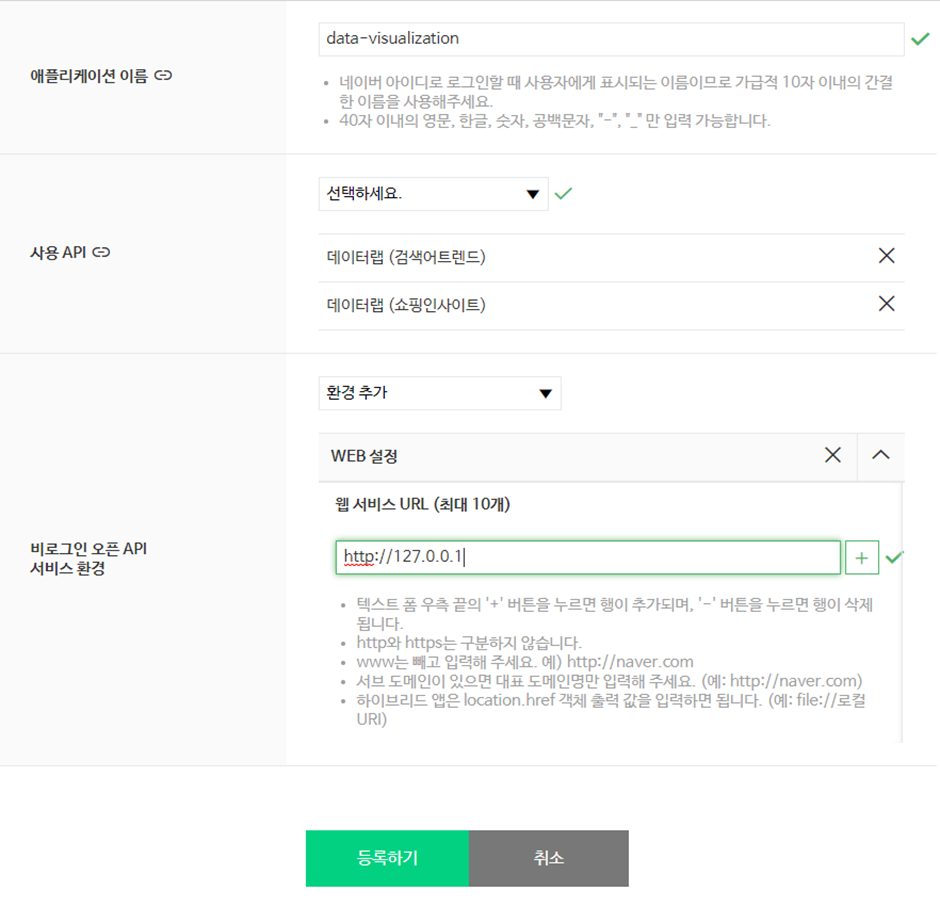 data-visualization
애플리케이션 이름
네이버 아이디로 로그인할 때 사용자에게 표시되는 이름이므로 가급적 10자 이내의 간결
한 이름을 사용해주세요.
40자 이내의 영문, 한글, 숫자, 공백문자, "-", "_" 만 입력 가능합니다.
선택하세요.
사용 API
데이터랩 (검색어트렌드)
데이터랩 (쇼핑인사이트)
환경 추가
WEB 설정
웹 서비스 URL (최대 10개)
비로그인 오픈 API
서비스 환경
http://127.0.0.1
텍스트 폼 우측 끝의 '+' 버튼을 누르면 행이 추가되며, '-' 버튼을 누르면 행이 삭제
됩니다.
http와 https는 구분하지 않습니다.
www는 빼고 입력해 주세요. 예) http://naver.com
서브 도메인이 있으면 대표 도메인명만 입력해 주세요. (예: http://naver.com)
하이브리드 앱은 location.href 객체 출력 값을 입력하면 됩니다. (예: file://로컬
URI)
등록하기
취소